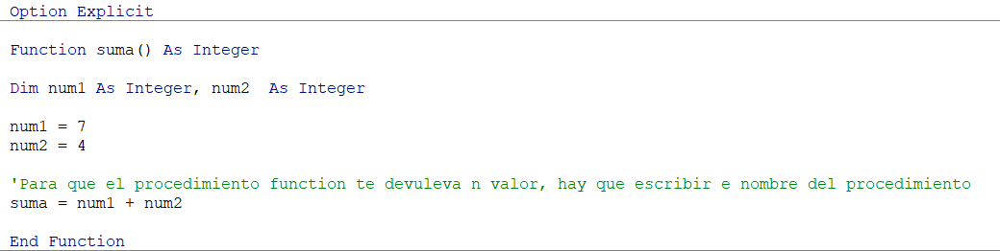 Option Explicit
Function suma() As Integer
Dim num1 As Integer, num2  As Integer
num1 = 7
num2 = 4
'Para que el procedimiento function te devuleva n valor, hay que escribir e nombre del procedimiento
suma = num1 + num2
End Function